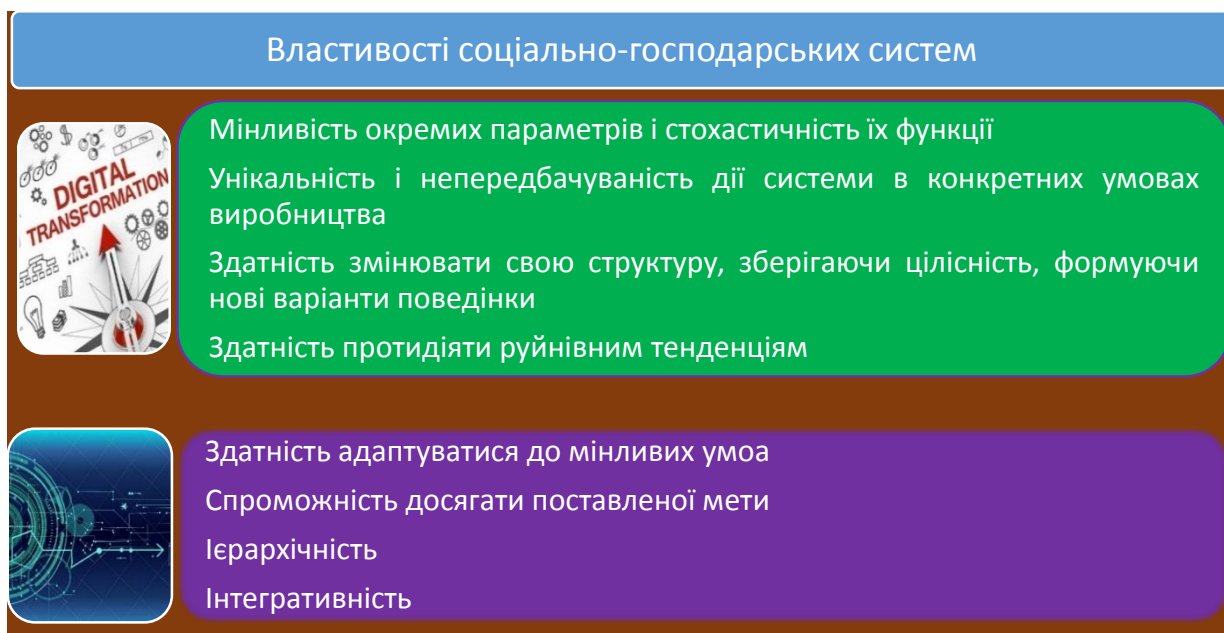 Властивості соціально-господарських систем
DIGITAL
TRANSFORMATION
Мінливість окремих параметрів і стохастичність їх функції
Унікальність і непередбачуваність дії системи в конкретних умовах
виробництва
Здатність змінювати свою структуру, зберігаючи цілісність, формуючи
нові варіанти поведінки
Здатність протидіяти руйнівним тенденціям
Здатність адаптуватися до мінливих умоа
Спроможність досягати поставленої мети
Ієрархічність
Інтегративність